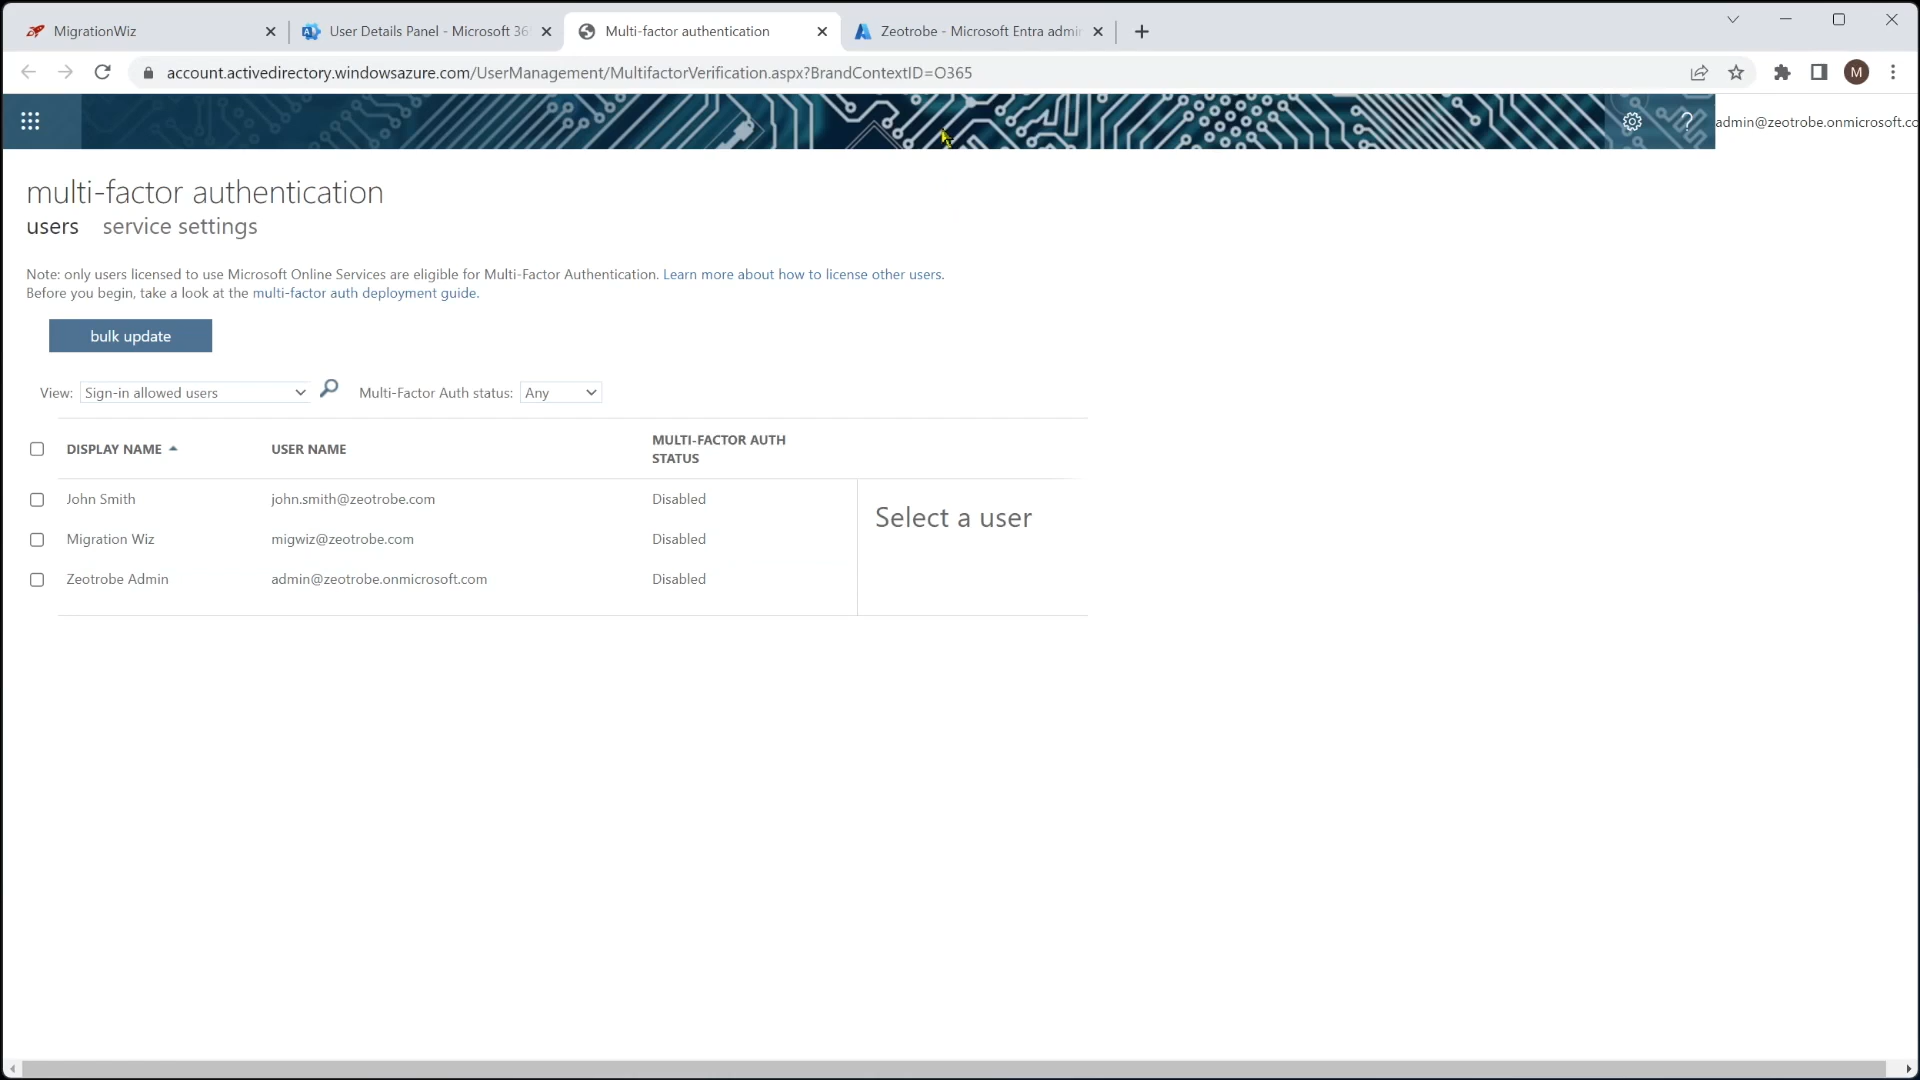 MigrationWiz
User Details Panel - Microsoft 36
Multi-factor authentication
Zeotrobe - Microsoft Entra admin
account.activedirectory.windowsazure.com/UserManagement/MultifactorVerification.aspx?BrandContextID=O365
M
?
admin@zeotrobe.onmicrosoft.co
multi-factor authentication
users service settings
Note: only users licensed to use Microsoft Online Services are eligible for Multi-Factor Authentication. Learn more about how to license other users.
Before you begin, take a look at the multi-factor auth deployment guide.
bulk update
View: Sign-in allowed users Multi-Factor Auth status: Any
DISPLAY NAME USER NAME MULTI-FACTOR AUTH
STATUS
John Smith john.smith@zeotrobe.com Disabled
Select a user
Migration Wiz migwiz@zeotrobe.com Disabled
Zeotrobe Admin admin@zeotrobe.onmicrosoft.com Disabled